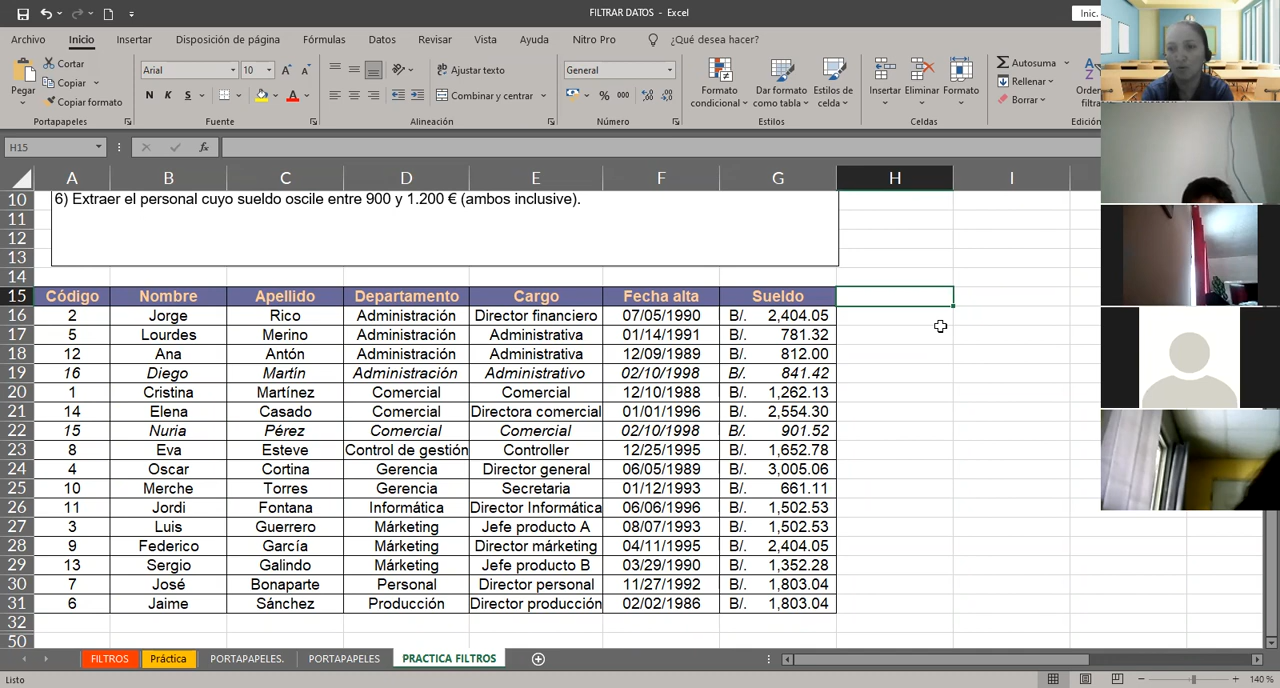 FILTRAR DATOS - Excel
Inic.
Archivo Inicio Insertar Disposición de página Fórmulas Datos Revisar Vista Ayuda Nitro Pro ¿Qué desea hacer?
Pegar
Cortar
Copiar
Copiar formato
Portapapeles
Arial 10
N K S
Fuente
Ajustar texto
Combinar y centrar
Alineación
General
% 000
Número
Formato condicional
Dar formato como tabla
Estilos de celda
Estilos
Insertar Eliminar Formato
Celdas
Autosuma
Rellenar
Borrar
Edición
H15
A B C D E F G H I
10 6) Extraer el personal cuyo sueldo oscile entre 900 y 1.200 € (ambos inclusive).
11
12
13
14
15 Código Nombre Apellido Departamento Cargo Fecha alta Sueldo
16 2 Jorge Rico Administración Director financiero 07/05/1990 B/. 2,404.05
17 5 Lourdes Merino Administración Administrativa 01/14/1991 B/. 781.32
18 12 Ana Antón Administración Administrativa 12/09/1989 B/. 812.00
19 16 Diego Martín Administración Administrativo 02/10/1998 B/. 841.42
20 1 Cristina Martínez Comercial Comercial 12/10/1988 B/. 1,262.13
21 14 Elena Casado Comercial Directora comercial 01/01/1996 B/. 2,554.30
22 15 Nuria Pérez Comercial Comercial 02/10/1998 B/. 901.52
23 8 Eva Esteve Control de gestión Controller 12/25/1995 B/. 1,652.78
24 4 Oscar Cortina Gerencia Director general 06/05/1989 B/. 3,005.06
25 10 Merche Torres Gerencia Secretaria 01/12/1993 B/. 661.11
26 11 Jordi Fontana Informática Director Informática 06/06/1996 B/. 1,502.53
27 3 Luis Guerrero Márketing Jefe producto A 08/07/1993 B/. 1,502.53
28 9 Federico García Márketing Director márketing 04/11/1995 B/. 2,404.05
29 13 Sergio Galindo Márketing Jefe producto B 03/29/1990 B/. 1,352.28
30 7 José Bonaparte Personal Director personal 11/27/1992 B/. 1,803.04
31 6 Jaime Sánchez Producción Director producción 02/02/1986 B/. 1,803.04
32
50
FILTROS Práctica PORTAPAPELES. PORTAPAPELES PRACTICA FILTROS
Listo
140 %